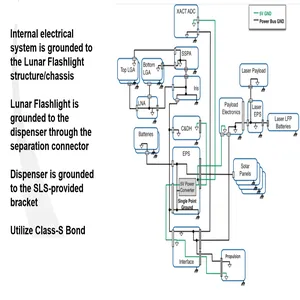 Internal electrical
system is grounded to
the Lunar Flashlight
structure/chassis
Lunar Flashlight is
grounded to the
dispenser through the
separation connector
Dispenser is grounded
to the SLS-provided
bracket
Utilize Class-S Bond
XACT ADC
Power Bus GND
SSPA
Top LGA
Bottom
LGA
Iris
LNA
Laser Payload
Payload
Electronics
Laser
EPS
Laser LFP
Batteries
Batteries
C&DH
EPS
Power
Converter
Single Point
Ground
Solar
Panels
Interface
Propulsion